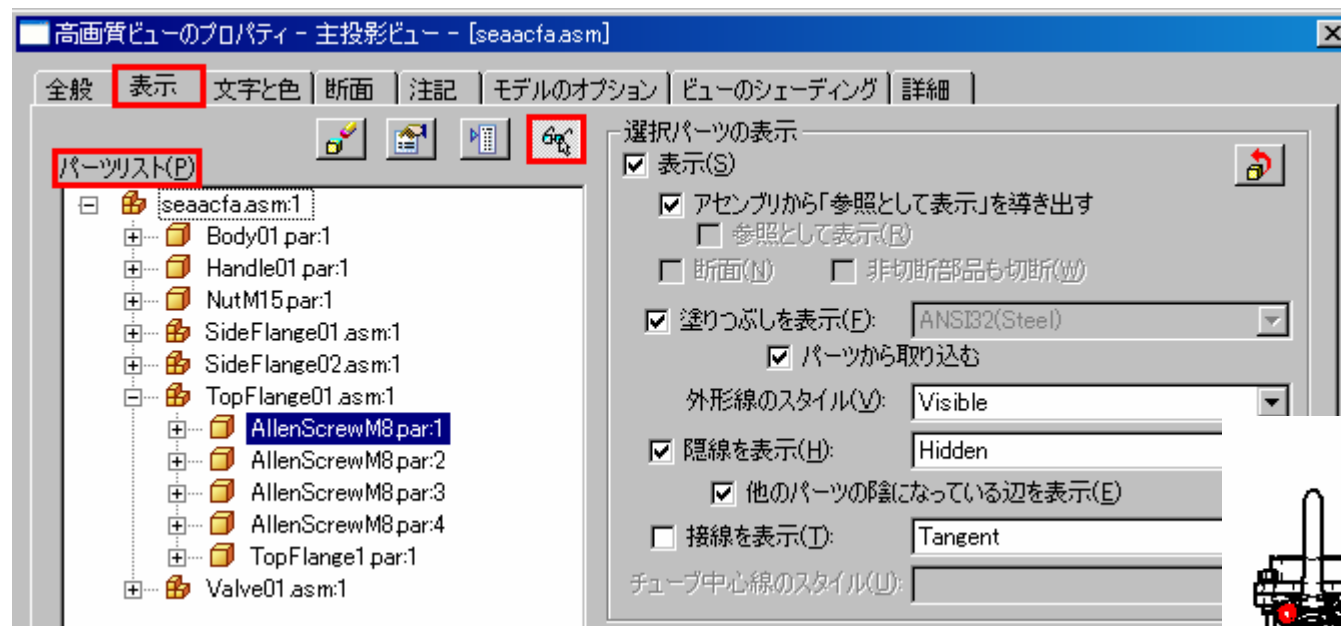 高画質ビューのプロパティ - 主投影ビュー - [seaacfa.asm]
全般 表示 文字と色 断面 注記 モデルのオプション ビューのシェーディング 詳細
パーツリスト(P)
seaacfa.asm:1
Body01.par:1
Handle01.par:1
NutM15.par:1
SideFlange01.asm:1
SideFlange02.asm:1
TopFlange01.asm:1
AllenScrewM8.par:1
AllenScrewM8.par:2
AllenScrewM8.par:3
AllenScrewM8.par:4
TopFlange1.par:1
Valve01.asm:1
選択パーツの表示
表示(S)
アセンブリから「参照として表示」を導き出す
参照として表示(R)
断面(N) 非切断部品も切断(W)
塗りつぶしを表示(F): ANSI32(Steel)
パーツから取り込む
外形線のスタイル(V): Visible
隠線を表示(H): Hidden
他のパーツの陰になっている辺を表示(E)
接線を表示(T): Tangent
チューブ中心線のスタイル(U):